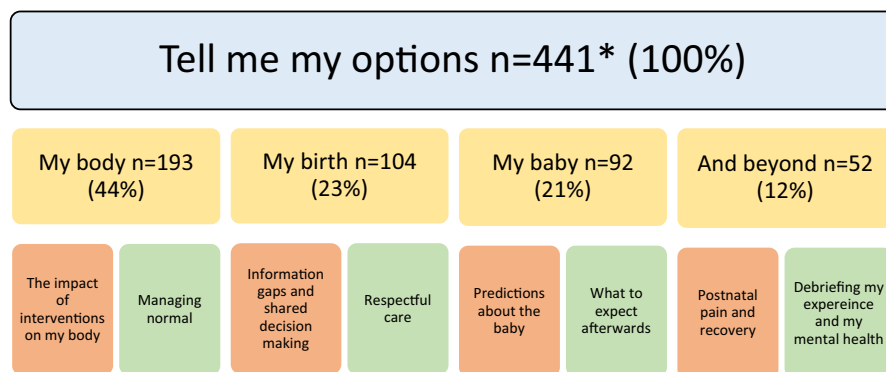 Tell me my options n=441* (100%)
My body n=193
(44%)
My birth n=104
(23%)
My baby n=92
(21%)
And beyond n=52
(12%)
The impact
of
interventions
on my body
Managing
normal
Information
gaps and
shared
decision
making
Respectful
care
Predictions
about the
baby
What to
expect
afterwards
Postnatal
pain and
recovery
Debriefing my
expereince
and my
mental health